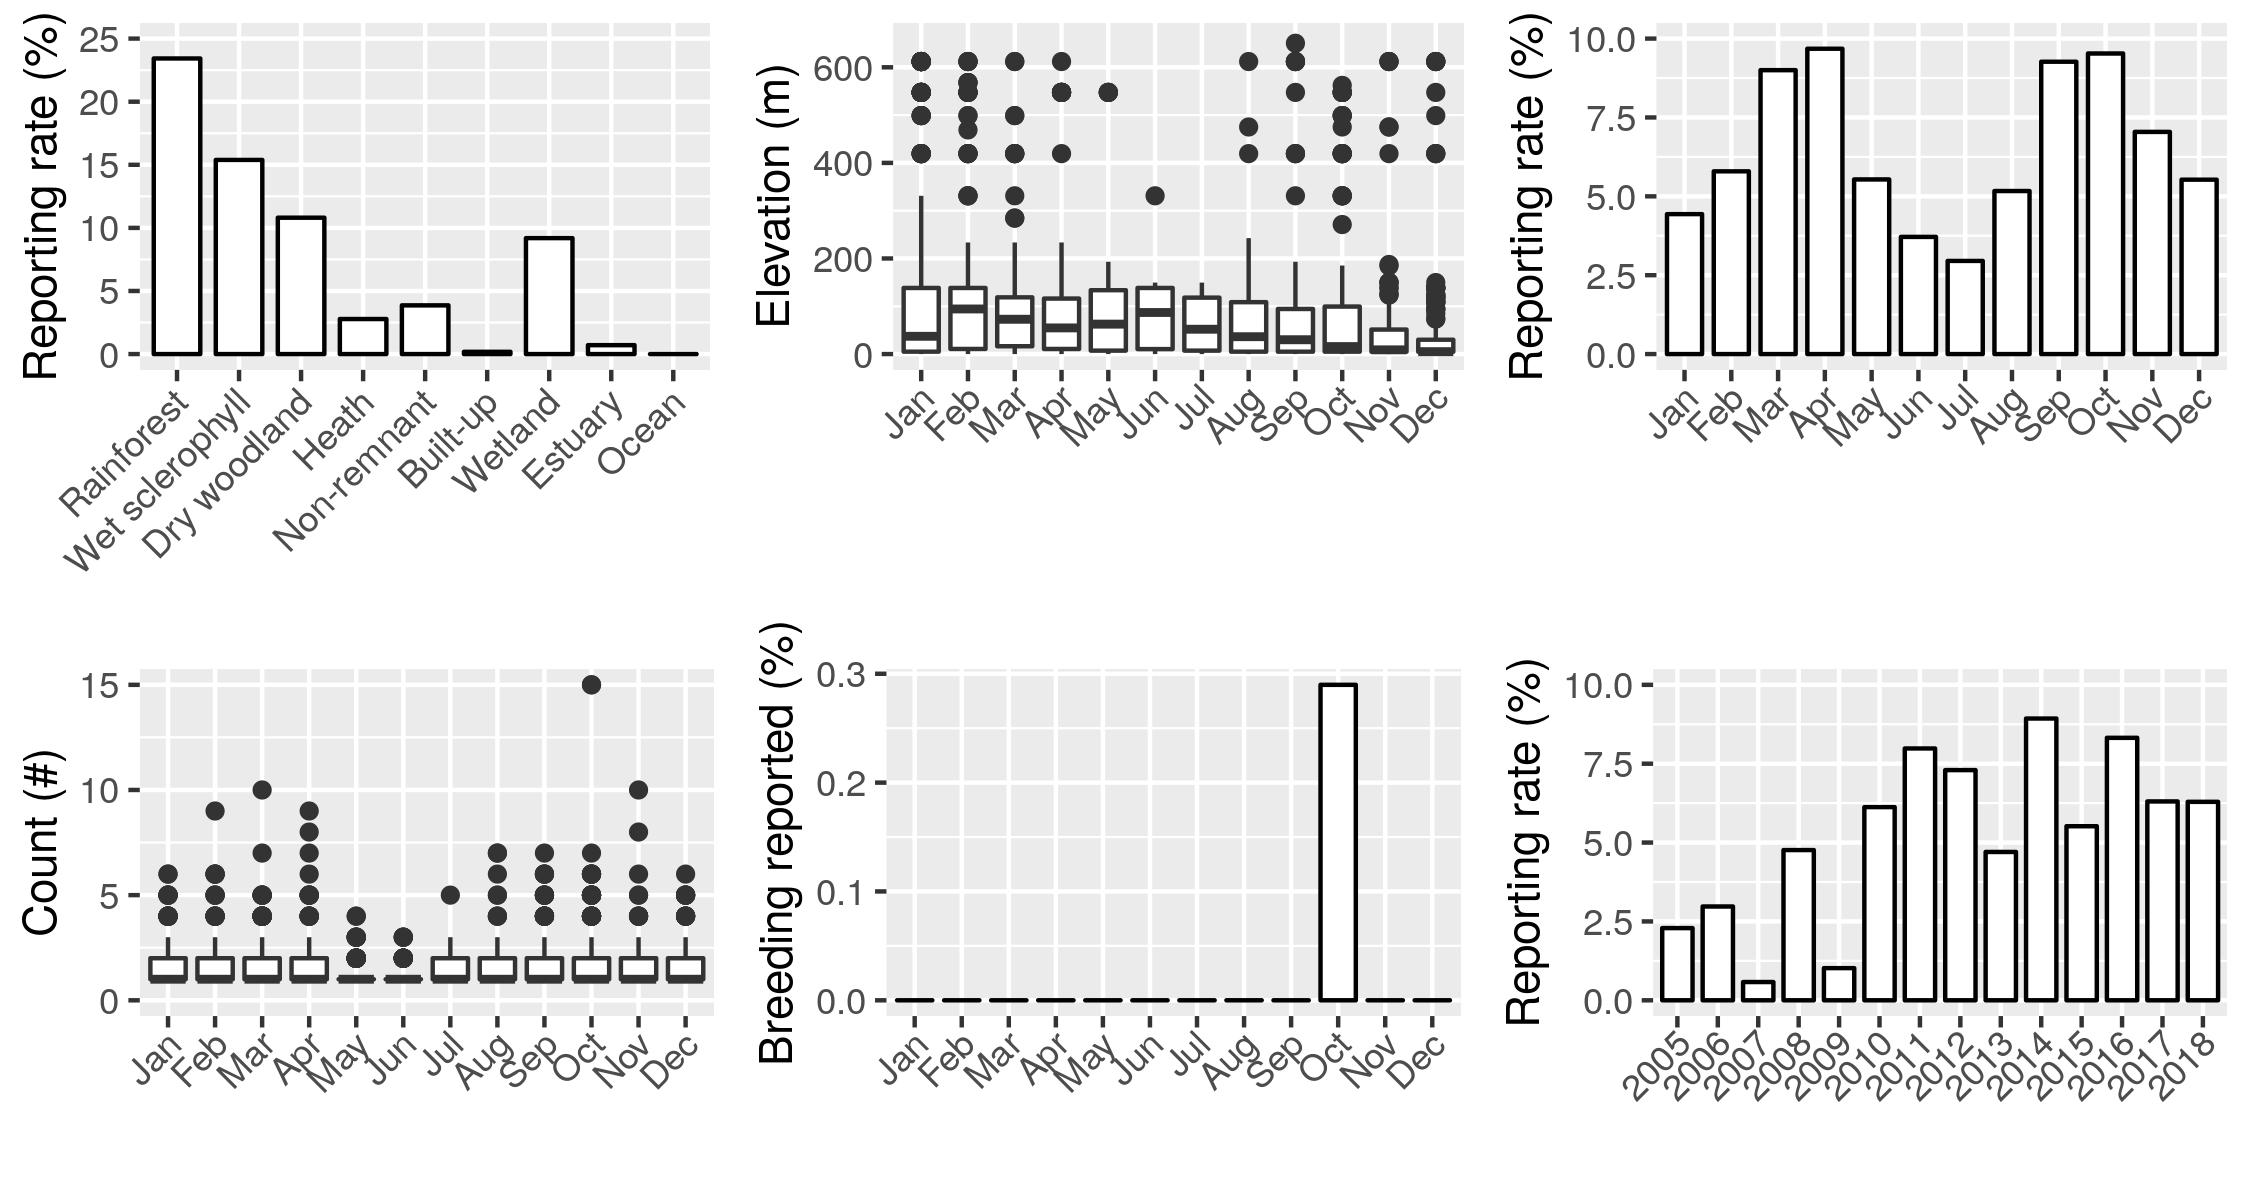 Reporting rate (%)
25
20
15
10
5
0
Rainforest
Wet sclerophyll
Dry woodland
Heath
Non-remnant
Built-up
Wetland
Estuary
Ocean
Elevation (m)
600
400
200
0
Jan
Feb
Mar
Apr
May
Jun
Jul
Aug
Sep
Oct
Nov
Dec
Reporting rate (%)
10.0
7.5
5.0
2.5
0.0
Jan
Feb
Mar
Apr
May
Jun
Jul
Aug
Sep
Oct
Nov
Dec
Count (#)
15
10
5
0
Jan
Feb
Mar
Apr
May
Jun
Jul
Aug
Sep
Oct
Nov
Dec
Breeding reported (%)
0.3
0.2
0.1
0.0
Jan
Feb
Mar
Apr
May
Jun
Jul
Aug
Sep
Oct
Nov
Dec
Reporting rate (%)
10.0
7.5
5.0
2.5
0.0
2005
2006
2007
2008
2009
2010
2011
2012
2013
2014
2015
2016
2017
2018